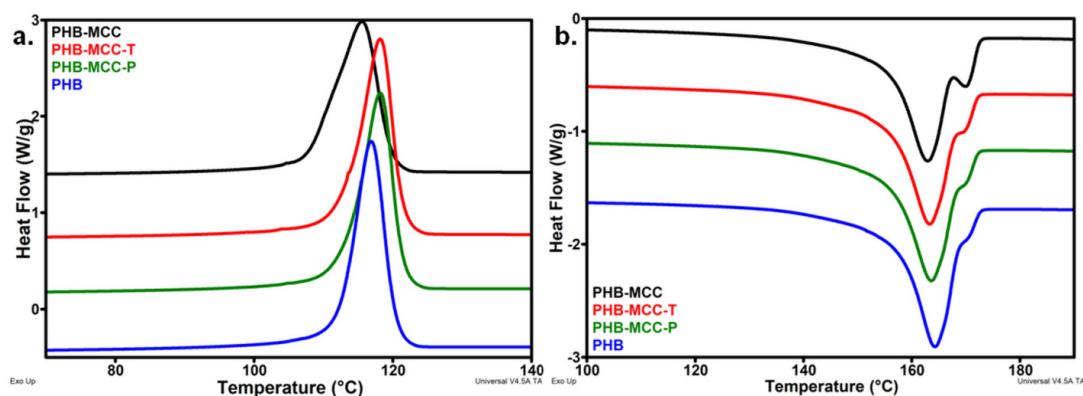 a.
PHB-MCC
PHB-MCC-T
PHB-MCC-P
PHB
Heat Flow (W/g)
3
2
1
0
80
100
120
140
Exo Up
Temperature (°C)
Universal V4.5A TA
b.
PHB-MCC
PHB-MCC-T
PHB-MCC-P
PHB
Heat Flow (W/g)
0
-1
-2
-3
100
120
140
160
180
Exo Up
Temperature (°C)
Universal V4.5A TA